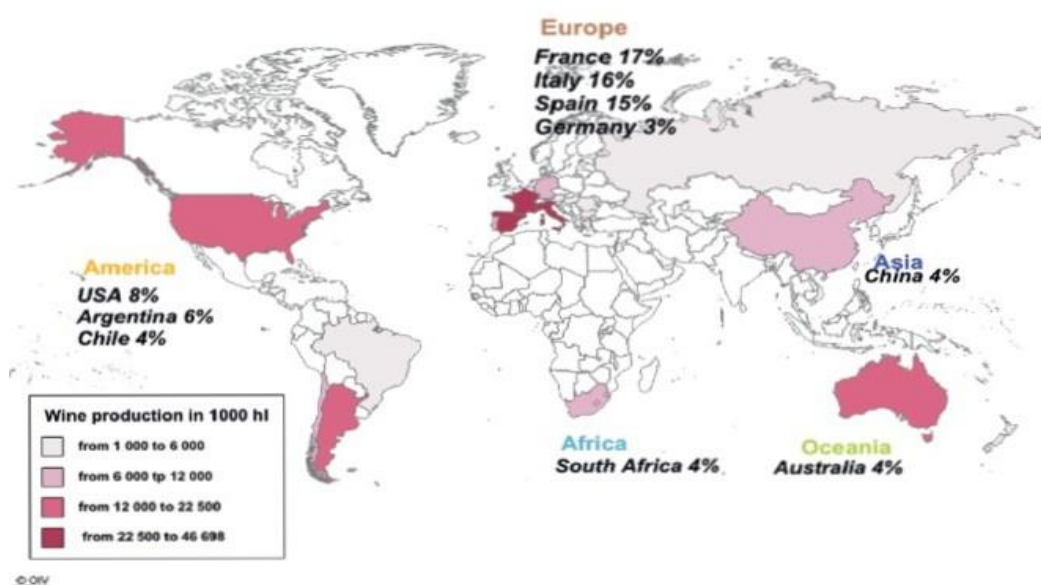 Europe
France 17%
Italy 16%
Spain 15%
Germany 3%
America
USA 8%
Argentina 6%
Chile 4%
Asia
China 4%
Africa
South Africa 4%
Oceania
Australia 4%
Wine production in 1000 hl
from 1 000 to 6 000
from 6 000 tp 12 000
from 12 000 to 22 500
from 22 500 to 46 698
© OIV